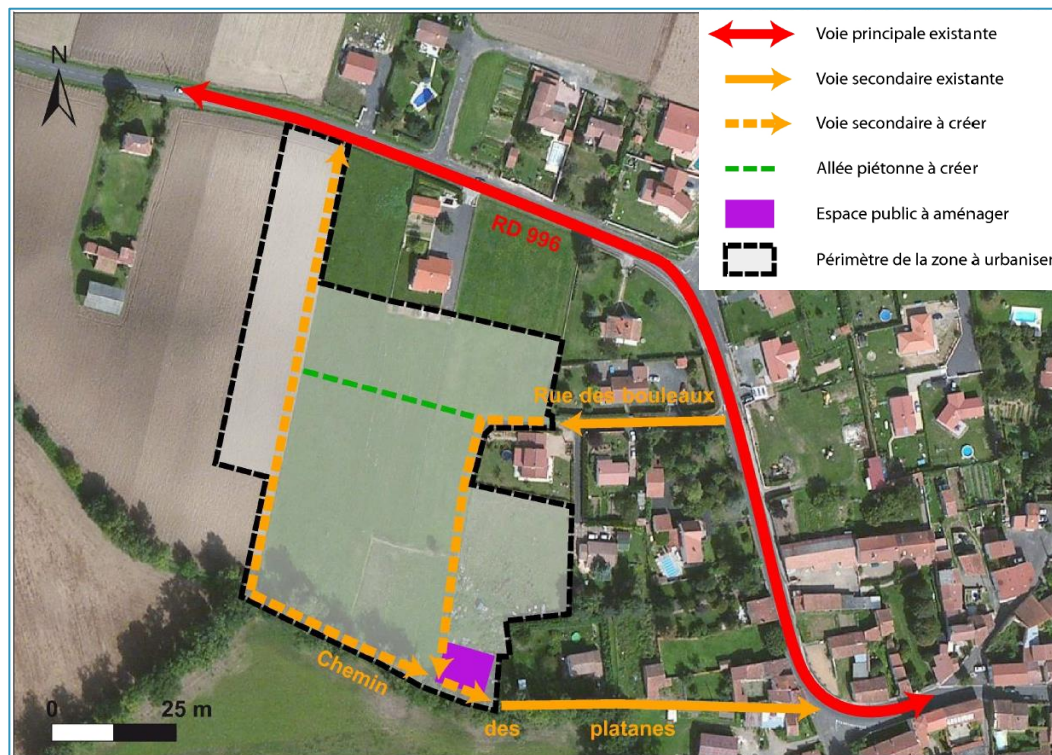 N
Voie principale existante
Voie secondaire existante
Voie secondaire à créer
Allée piétonne à créer
Espace public à aménager
Périmètre de la zone à urbaniser
RD 996
Rue des bouleaux
Chemin
des platanes
0 25 m